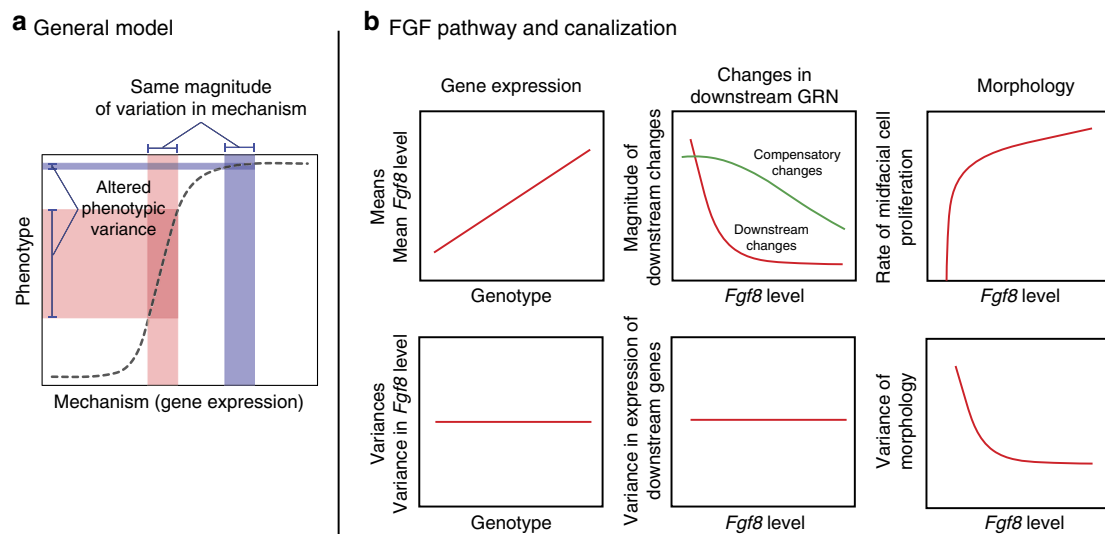 a General model
Same magnitude
of variation in mechanism
Altered
phenotypic
variance
Phenotype
Mechanism (gene expression)
b FGF pathway and canalization
Gene expression
Means
Mean Fgf8 level
Genotype
Changes in
downstream GRN
Magnitude of
downstream changes
Compensatory
changes
Downstream
changes
Fgf8 level
Morphology
Rate of midfacial cell
proliferation
Fgf8 level
Variances
Variance in Fgf8 level
Genotype
Variance in expression of
downstream genes
Fgf8 level
Variance of
morphology
Fgf8 level